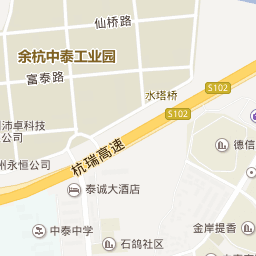 仙桥路
余杭中泰工业园
富泰路
水塔桥
S102
S102
沛卓科技
公司
杭瑞高速
德信
州永恒公司
泰诚大酒店
中泰中学
金岸提香
石鸽社区